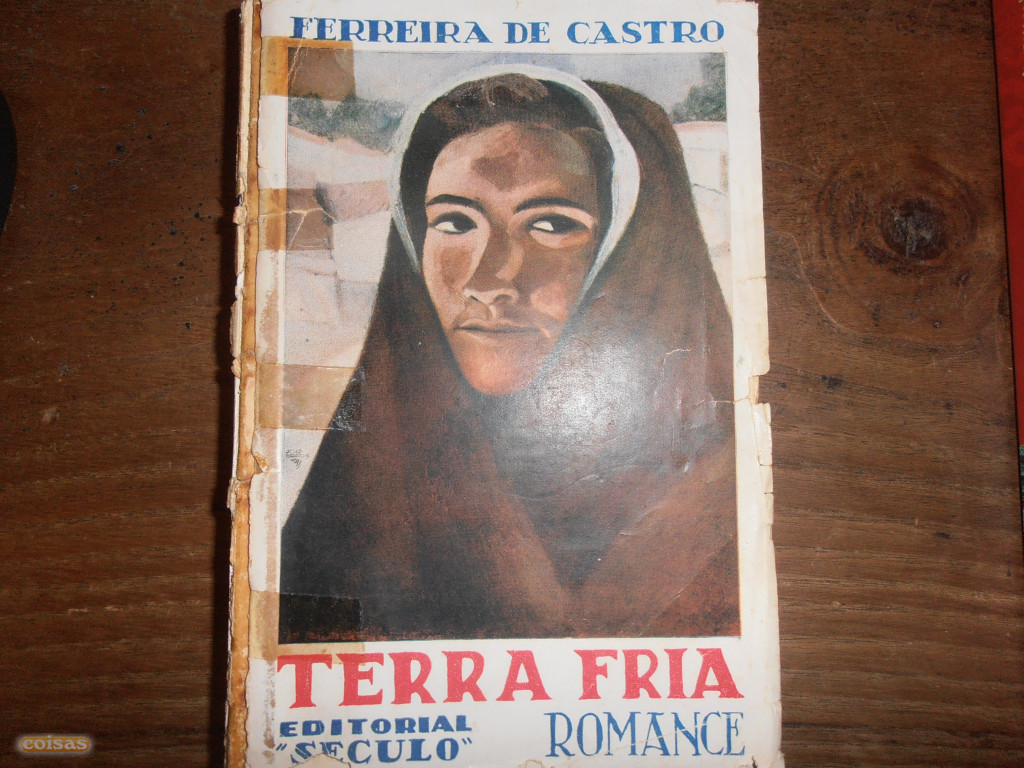 FERREIRA DE CASTRO
TERRA FRIA
EDITORIAL
"SECULO"
ROMANCE
coisas